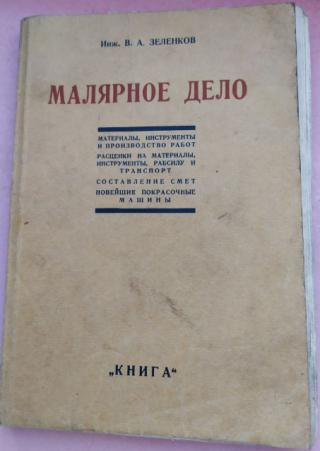 Инж. В. А. ЗЕЛЕНКОВ
МАЛЯРНОЕ ДЕЛО
МАТЕРИАЛЫ, ИНСТРУМЕНТЫ
И ПРОИЗВОДСТВО РАБОТ
РАСЦЕНКИ НА МАТЕРИАЛЫ,
ИНСТРУМЕНТЫ, РАБСИЛУ И
ТРАНСПОРТ
СОСТАВЛЕНИЕ СМЕТ
НОВЕЙШИЕ ПОКРАСОЧНЫЕ
МАШИНЫ
„КНИГА“